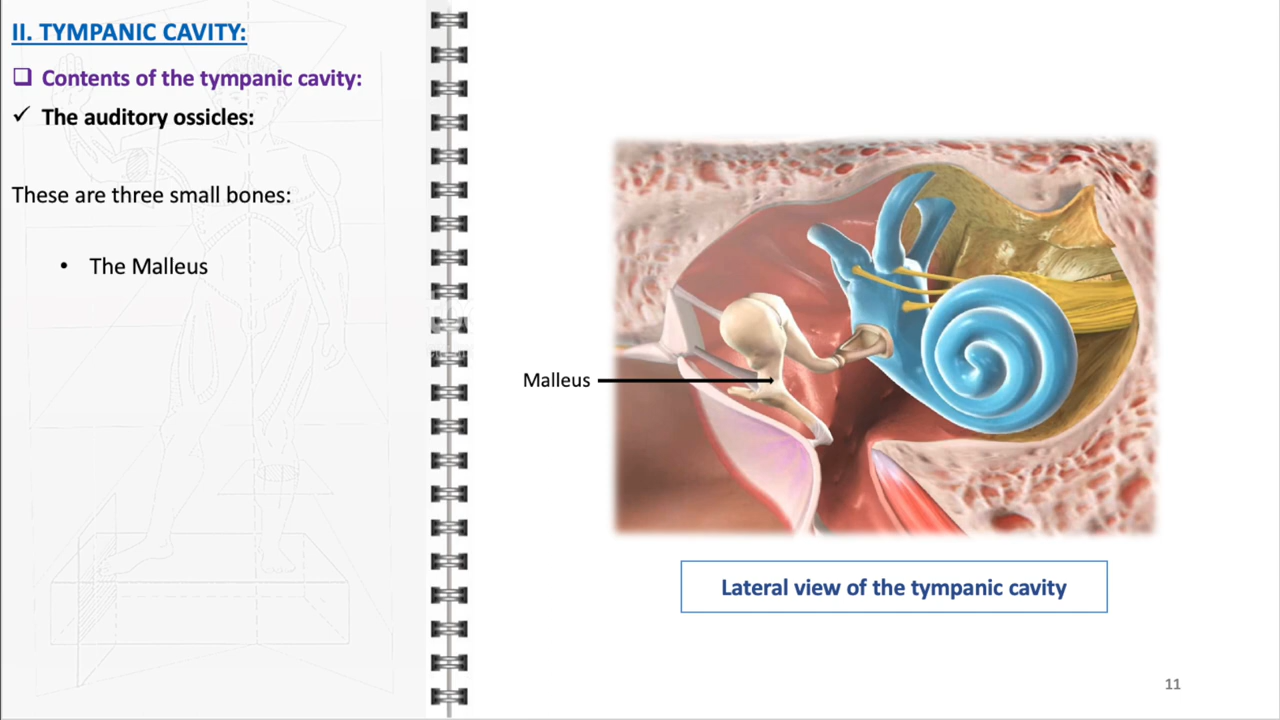 II. TYMPANIC CAVITY:
❑ Contents of the tympanic cavity:
✓ The auditory ossicles:
These are three small bones:
• The Malleus
Malleus
Lateral view of the tympanic cavity
11